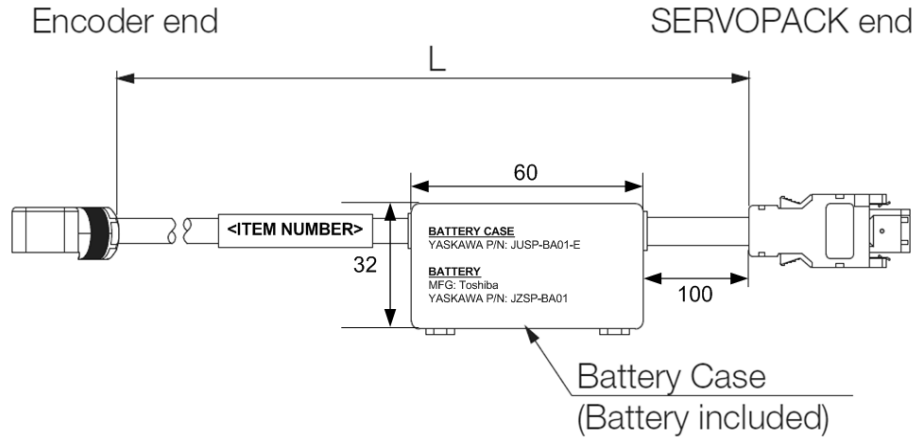 Encoder end
SERVOPACK end
L
60
<ITEM NUMBER>
BATTERY CASE
YASKAWA P/N: JUSP-BA01-E
32
BATTERY
MFG: Toshiba
YASKAWA P/N: JZSP-BA01
100
Battery Case
(Battery included)